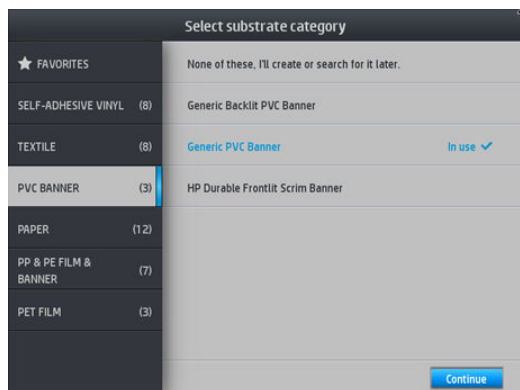 Select substrate category
FAVORITES
SELF-ADHESIVE VINYL (8)
TEXTILE (8)
PVC BANNER (3)
PAPER (12)
PP & PE FILM &
BANNER (7)
PET FILM (3)
None of these, I'll create or search for it later.
Generic Backlit PVC Banner
Generic PVC Banner In use
HP Durable Frontlit Scrim Banner
Continue